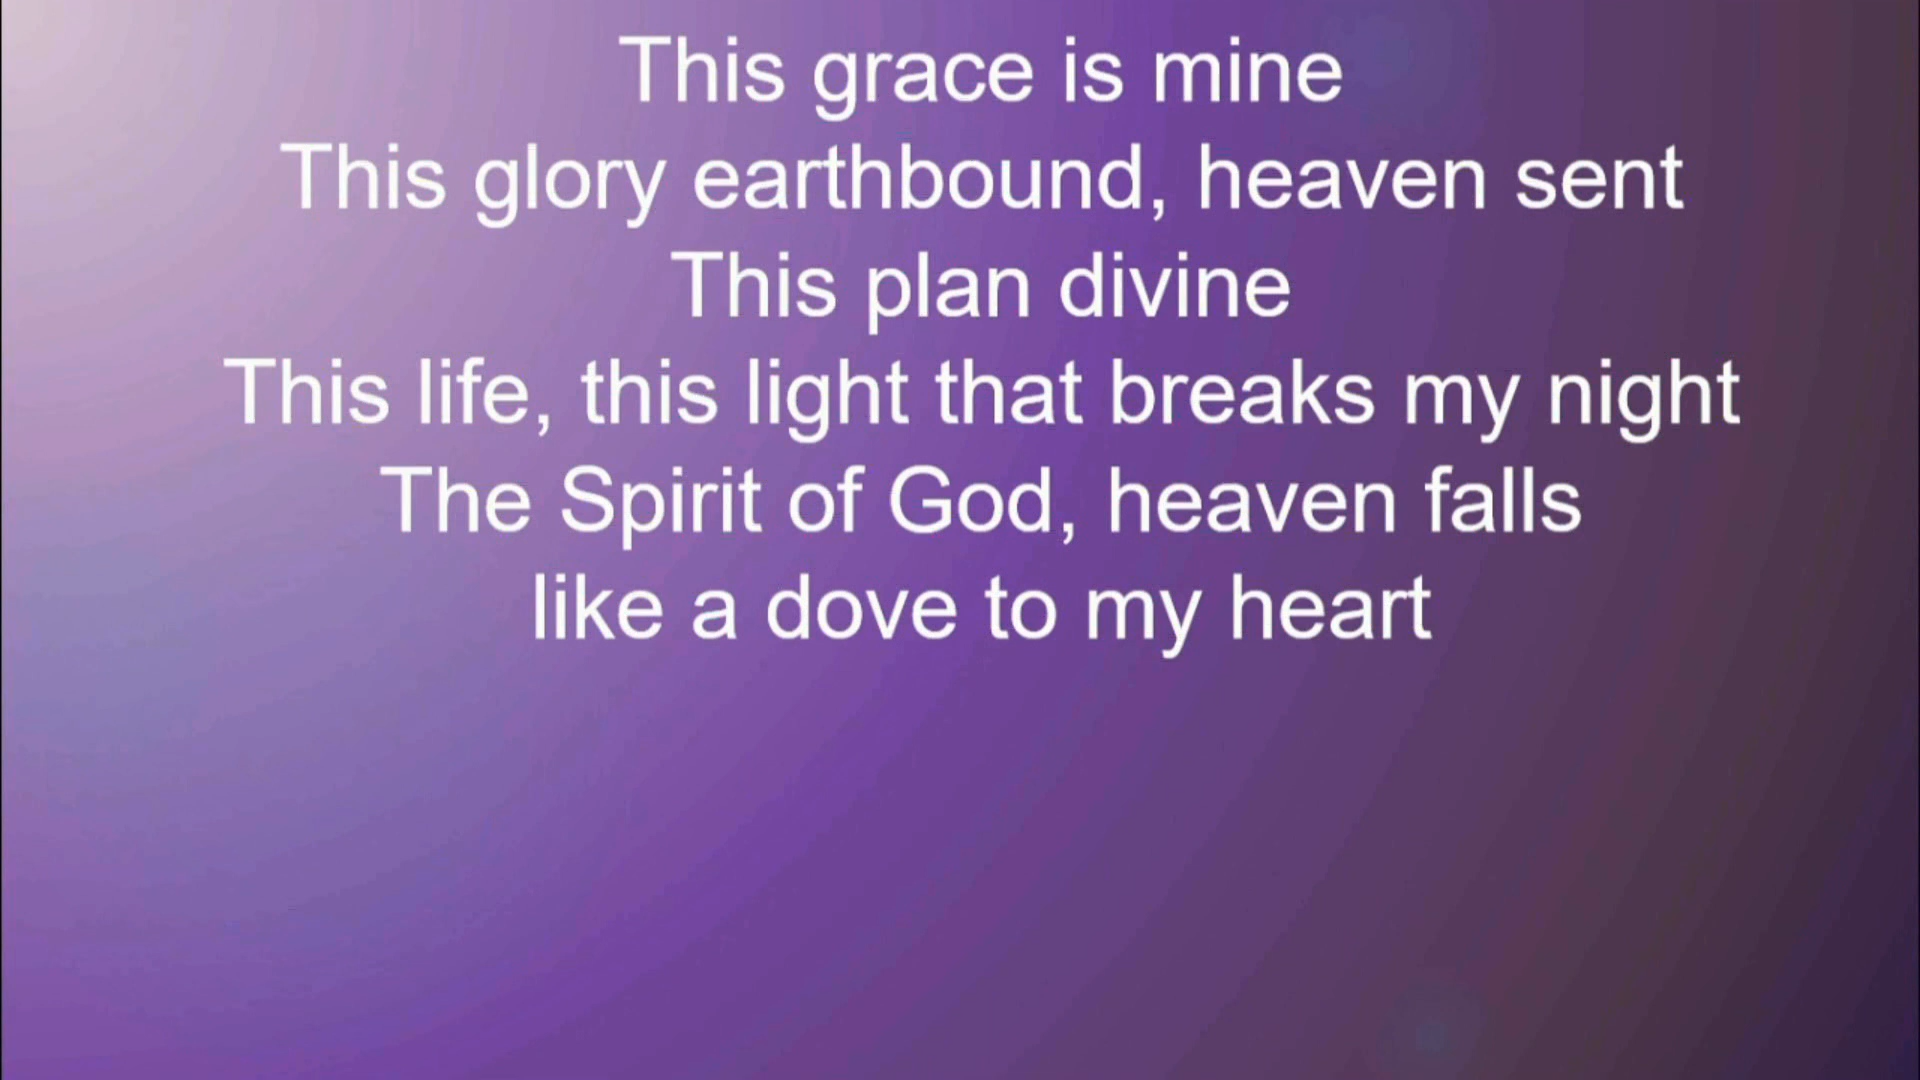 This grace is mine
This glory earthbound, heaven sent
This plan divine
This life, this light that breaks my night
The Spirit of God, heaven falls
like a dove to my heart